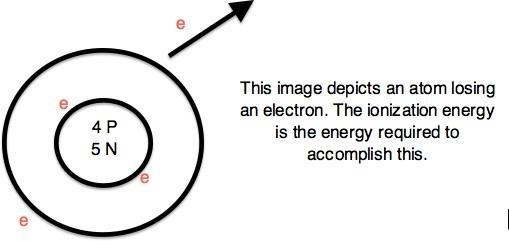 e
e
4 P
5 N
e
e
This image depicts an atom losing
an electron. The ionization energy
is the energy required to
accomplish this.